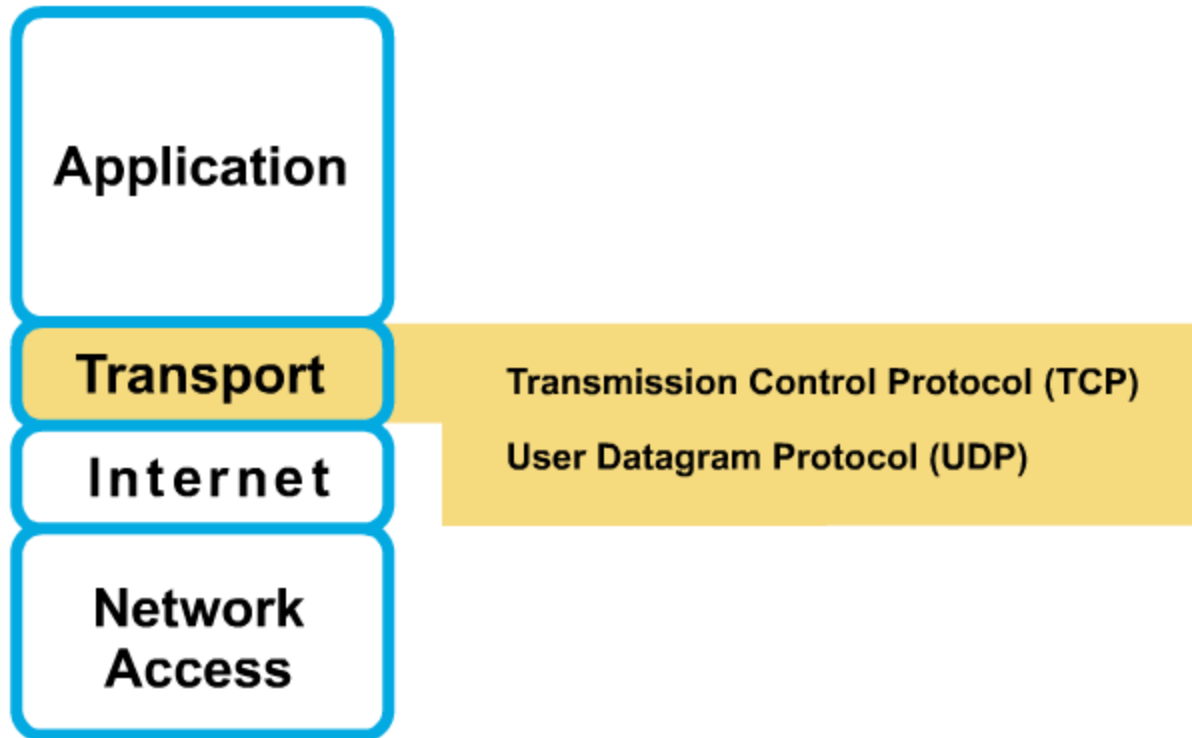 Application
Transport
Transmission Control Protocol (TCP)
User Datagram Protocol (UDP)
Internet
Network
Access